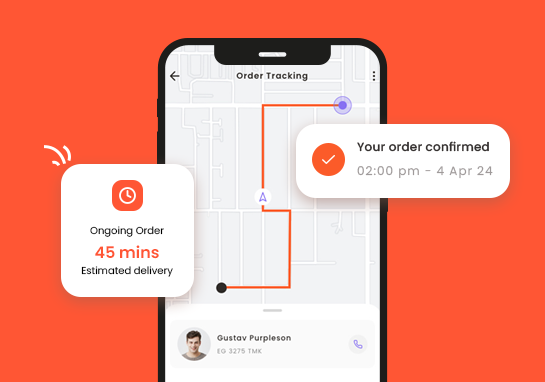 Order Tracking
Your order confirmed
02:00 pm - 4 Apr 24
Ongoing Order
45 mins
Estimated delivery
Gustav Purpleson
EG 3275 TMK